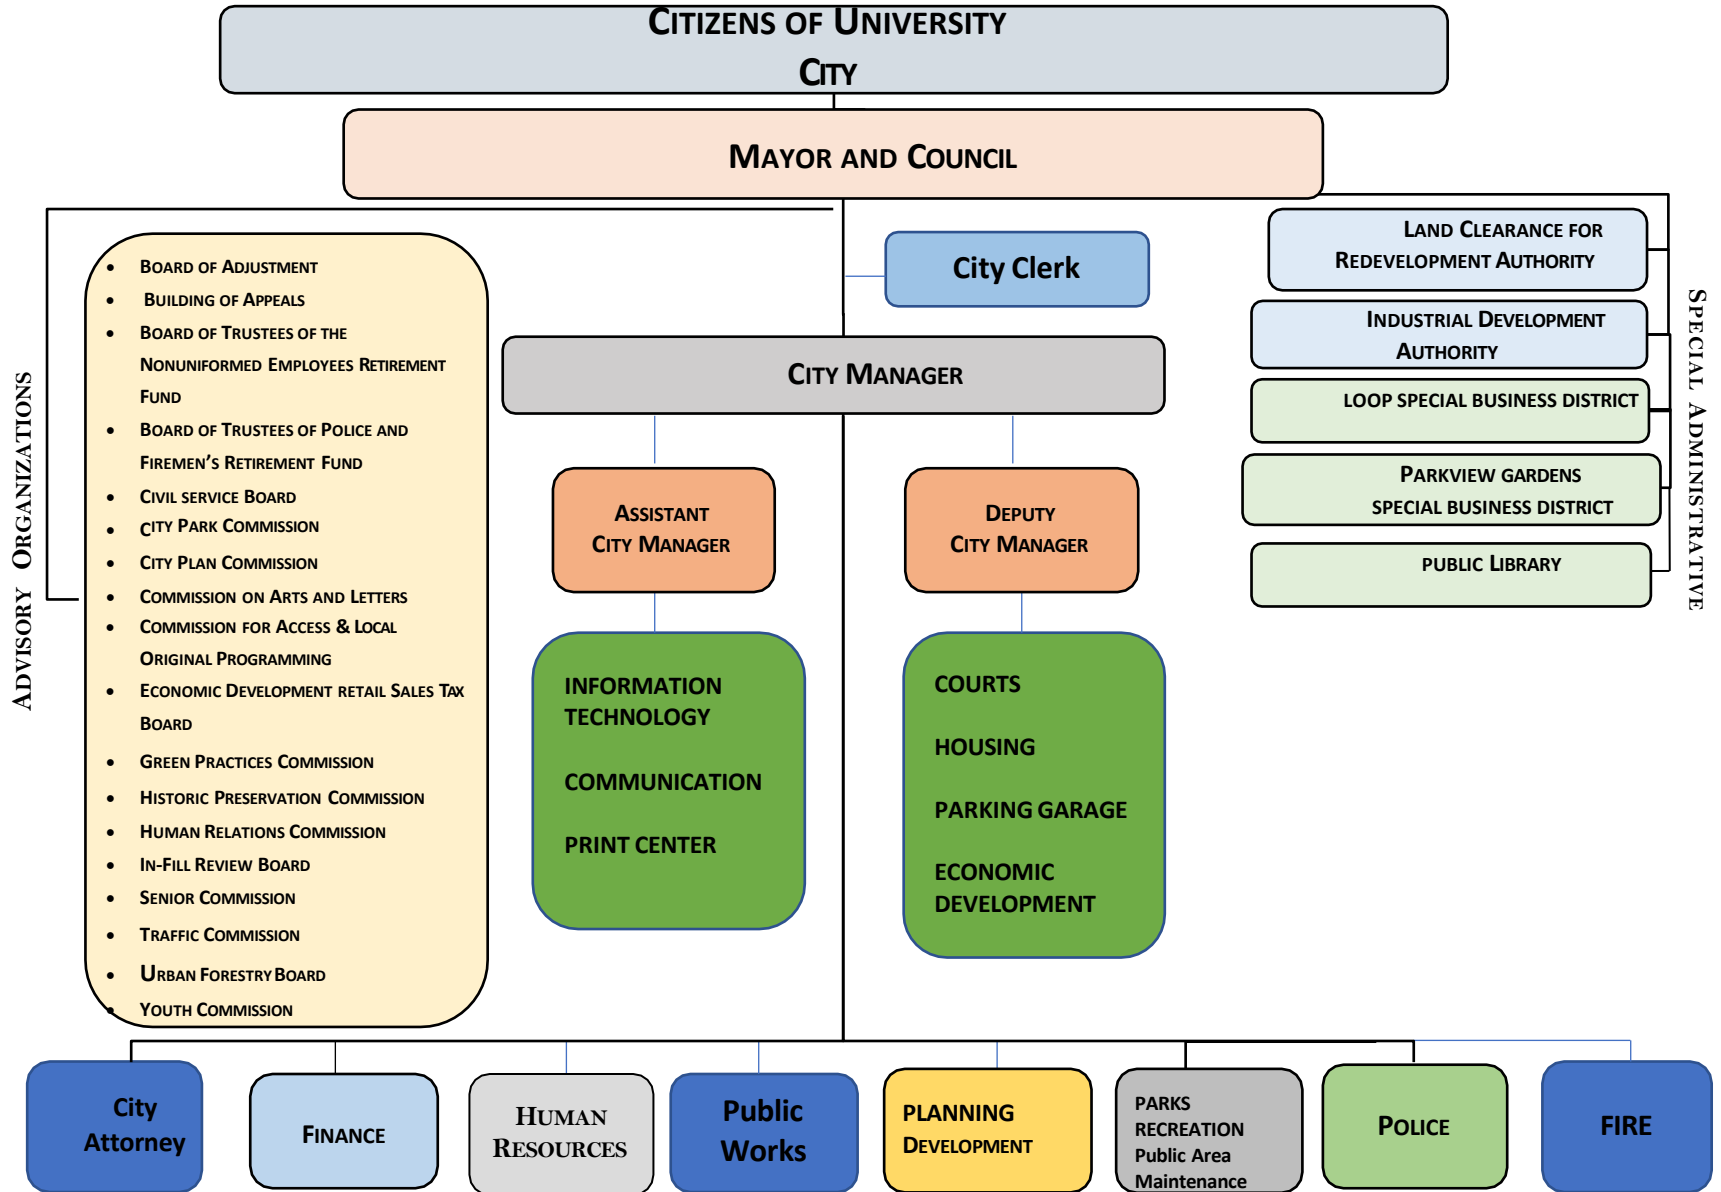 CITIZENS OF UNIVERSITY
CITY
MAYOR AND COUNCIL
ADVISORY ORGANIZATIONS
• BOARD OF ADJUSTMENT
• BUILDING OF APPEALS
• BOARD OF TRUSTEES OF THE
NONUNIFORMED EMPLOYEES RETIREMENT
FUND
• BOARD OF TRUSTEES OF POLICE AND
FIREMEN’S RETIREMENT FUND
• CIVIL SERVICE BOARD
• CITY PARK COMMISSION
• CITY PLAN COMMISSION
• COMMISSION ON ARTS AND LETTERS
• COMMISSION FOR ACCESS & LOCAL
ORIGINAL PROGRAMMING
• ECONOMIC DEVELOPMENT RETAIL SALES TAX
BOARD
• GREEN PRACTICES COMMISSION
• HISTORIC PRESERVATION COMMISSION
• HUMAN RELATIONS COMMISSION
• IN-FILL REVIEW BOARD
• SENIOR COMMISSION
• TRAFFIC COMMISSION
• URBAN FORESTRY BOARD
• YOUTH COMMISSION
City Clerk
CITY MANAGER
ASSISTANT
CITY MANAGER
DEPUTY
CITY MANAGER
INFORMATION
TECHNOLOGY
COMMUNICATION
PRINT CENTER
COURTS
HOUSING
PARKING GARAGE
ECONOMIC
DEVELOPMENT
LAND CLEARANCE FOR
REDEVELOPMENT AUTHORITY
INDUSTRIAL DEVELOPMENT
AUTHORITY
LOOP SPECIAL BUSINESS DISTRICT
PARKVIEW GARDENS
SPECIAL BUSINESS DISTRICT
PUBLIC LIBRARY
SPECIAL ADMINISTRATIVE
City
Attorney
FINANCE
HUMAN
RESOURCES
Public
Works
PLANNING
DEVELOPMENT
PARKS
RECREATION
Public Area
Maintenance
POLICE
FIRE